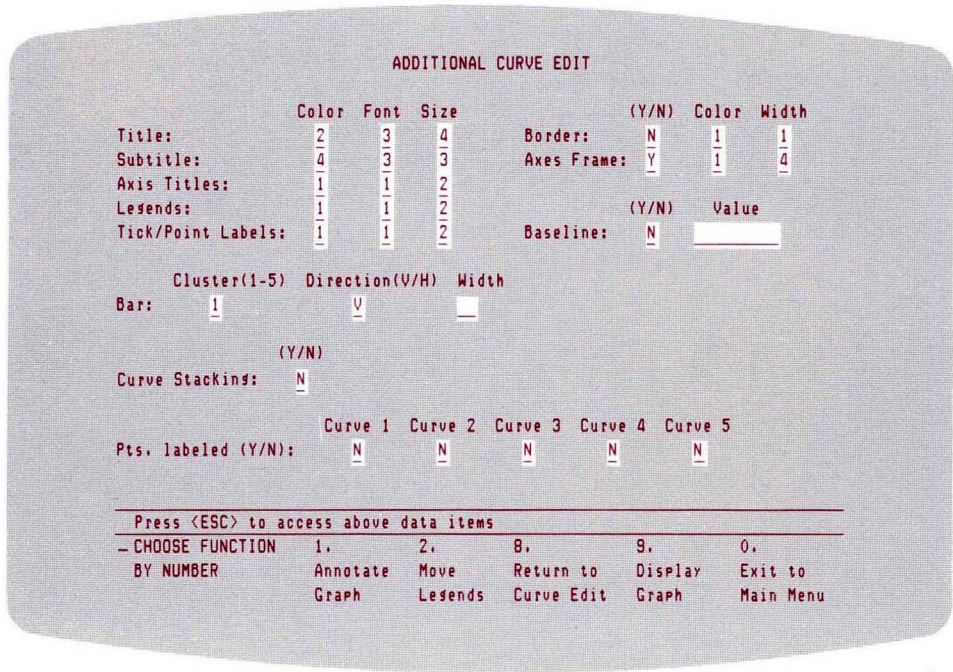 ADDITIONAL CURVE EDIT
Color Font Size (Y/N) Color Width
Title: 2 3 4 Border: N 1 1
Subtitle: 4 3 3 Axes Frame: Y 1 4
Axis Titles: 1 1 2
Legends: 1 1 2 (Y/N) Value
Tick/Point Labels: 1 1 2 Baseline: N
Cluster(1-5) Direction(V/H) Width
Bar: 1 V
(Y/N)
Curve Stacking: N
Curve 1 Curve 2 Curve 3 Curve 4 Curve 5
Pts. labeled (Y/N): N N N N N
Press <ESC> to access above data items
CHOOSE FUNCTION 1. 2. 8. 9. 0.
BY NUMBER Annotate Move Return to Display Exit to
Graph Legends Curve Edit Graph Main Menu